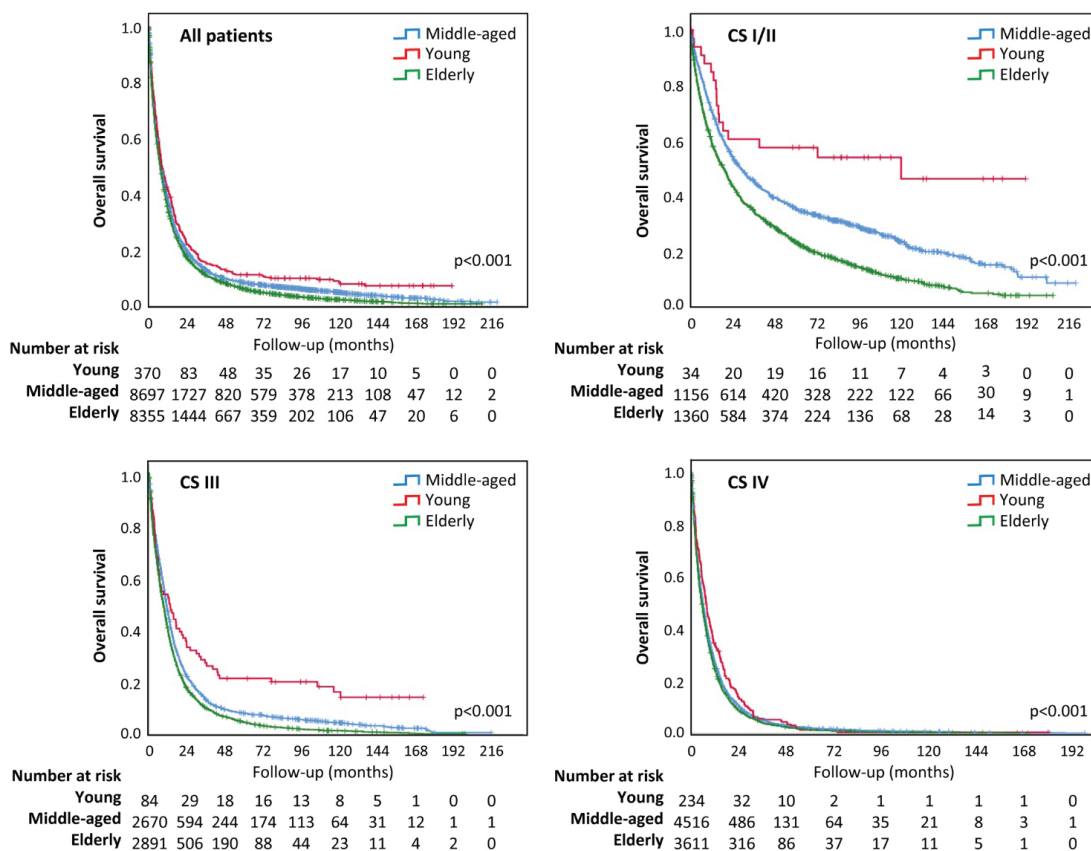 All patients
Middle-aged
Young
Elderly
Overall survival
1.0
0.8
0.6
0.4
0.2
0.0
p<0.001
0 24 48 72 96 120 144 168 192 216
Follow-up (months)
Number at risk
Young 370 83 48 35 26 17 10 5 0 0
Middle-aged 8697 1727 820 579 378 213 108 47 12 2
Elderly 8355 1444 667 359 202 106 47 20 6 0
CS I/II
Middle-aged
Young
Elderly
Overall survival
1.0
0.8
0.6
0.4
0.2
0.0
p<0.001
0 24 48 72 96 120 144 168 192 216
Follow-up (months)
Number at risk
Young 34 20 19 16 11 7 4 3 0 0
Middle-aged 1156 614 420 328 222 122 66 30 9 1
Elderly 1360 584 374 224 136 68 28 14 3 0
CS III
Middle-aged
Young
Elderly
Overall survival
1.0
0.8
0.6
0.4
0.2
0.0
p<0.001
0 24 48 72 96 120 144 168 192 216
Follow-up (months)
Number at risk
Young 84 29 18 16 13 8 5 1 0 0
Middle-aged 2670 594 244 174 113 64 31 12 1 1
Elderly 2891 506 190 88 44 23 11 4 2 0
CS IV
Middle-aged
Young
Elderly
Overall survival
1.0
0.8
0.6
0.4
0.2
0.0
p<0.001
0 24 48 72 96 120 144 168 192
Follow-up (months)
Number at risk
Young 234 32 10 2 1 1 1 1 0
Middle-aged 4516 486 131 64 35 21 8 3 1
Elderly 3611 316 86 37 17 11 5 1 0